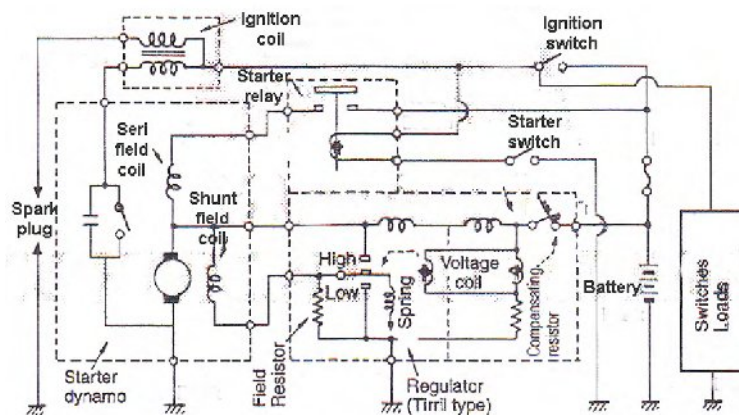 Ignition
coil
Ignition
switch
Starter
relay
Starter
switch
Seri
field
coil
Shunt
field
coil
Spark
plug
High
Low
Voltage
coil
Spring
Compensating
resistor
Battery
Switches
Loads
Starter
dynamo
Field
Resistor
Regulator
(Tirril type)